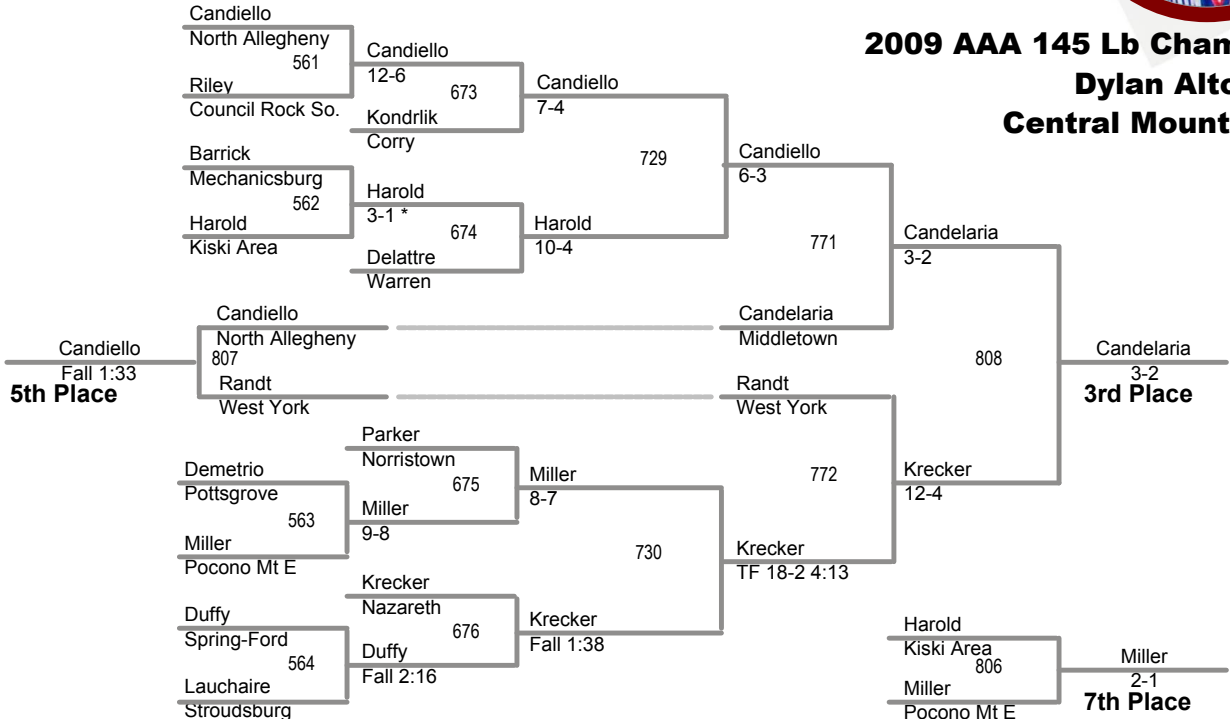 2009 AAA 145 Lb Cham
Dylan Alto
Central Mount
Candiello
North Allegheny
561
Riley
Council Rock So.
Candiello
12-6
673
Kondrlik
Corry
Candiello
7-4
Barrick
Mechanicsburg
562
Harold
Kiski Area
Harold
3-1 *
674
Delattre
Warren
Harold
10-4
729
Candiello
6-3
771
Candelaria
Middletown
Candelaria
3-2
Candiello
North Allegheny
807
Randt
West York
Candiello
Fall 1:33
5th Place
808
Candelaria
3-2
3rd Place
Randt
West York
772
Krecker
12-4
Parker
Norristown
675
Demetrio
Pottsgrove
563
Miller
Pocono Mt E
Miller
9-8
Miller
8-7
730
Krecker
TF 18-2 4:13
Krecker
Nazareth
676
Duffy
Spring-Ford
564
Lauchaire
Stroudsburg
Duffy
Fall 2:16
Krecker
Fall 1:38
Harold
Kiski Area
806
Miller
Pocono Mt E
Miller
2-1
7th Place